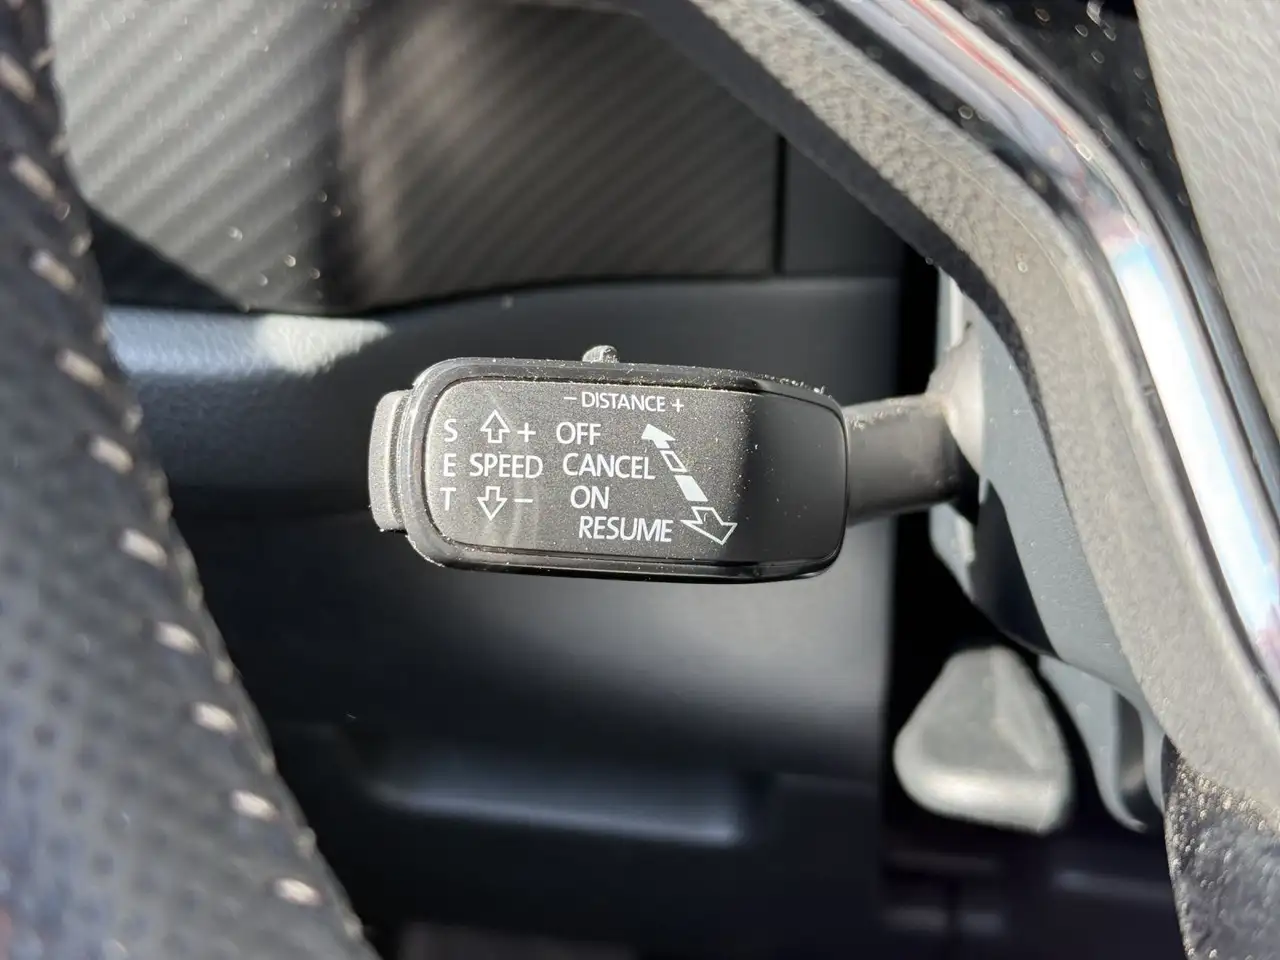 − DISTANCE +
S + OFF
E SPEED CANCEL
T − ON
RESUME